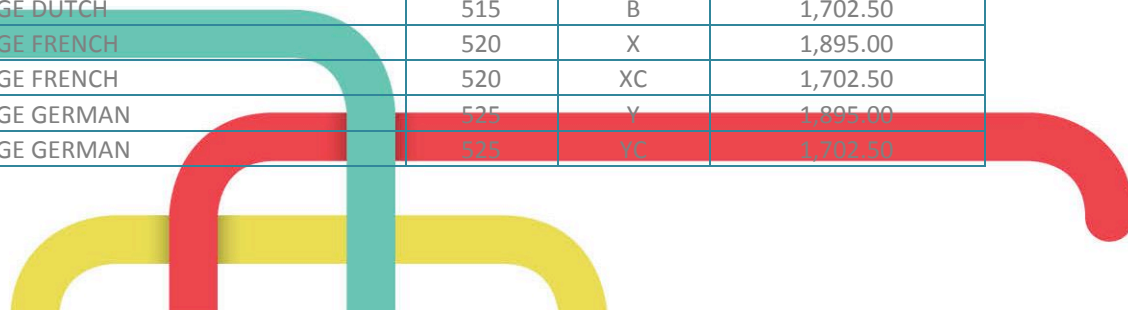 GE DUTCH 515 B 1,702.50
GE FRENCH 520 X 1,895.00
GE FRENCH 520 XC 1,702.50
GE GERMAN 525 Y 1,895.00
GE GERMAN 525 YC 1,702.50